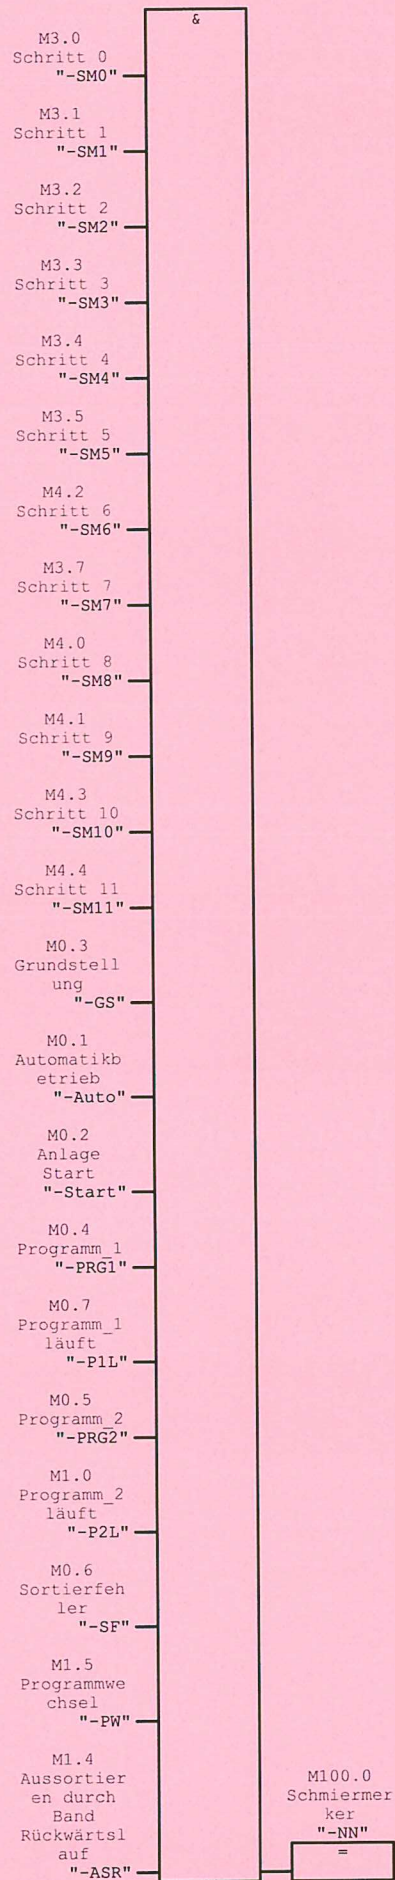 &
M3.0
Schritt 0
"-SM0"
M3.1
Schritt 1
"-SM1"
M3.2
Schritt 2
"-SM2"
M3.3
Schritt 3
"-SM3"
M3.4
Schritt 4
"-SM4"
M3.5
Schritt 5
"-SM5"
M4.2
Schritt 6
"-SM6"
M3.7
Schritt 7
"-SM7"
M4.0
Schritt 8
"-SM8"
M4.1
Schritt 9
"-SM9"
M4.3
Schritt 10
"-SM10"
M4.4
Schritt 11
"-SM11"
M0.3
Grundstell
ung
"-GS"
M0.1
Automatikb
etrieb
"-Auto"
M0.2
Anlage
Start
"-Start"
M0.4
Programm_1
"-PRG1"
M0.7
Programm_1
läuft
"-P1L"
M0.5
Programm_2
"-PRG2"
M1.0
Programm_2
läuft
"-P2L"
M0.6
Sortierfeh
ler
"-SF"
M1.5
Programmwe
chsel
"-PW"
M1.4
Aussortier
en durch
Band
Rückwärtsl
auf
"-ASR"
M100.0
Schmiermer
ker
"-NN"
=